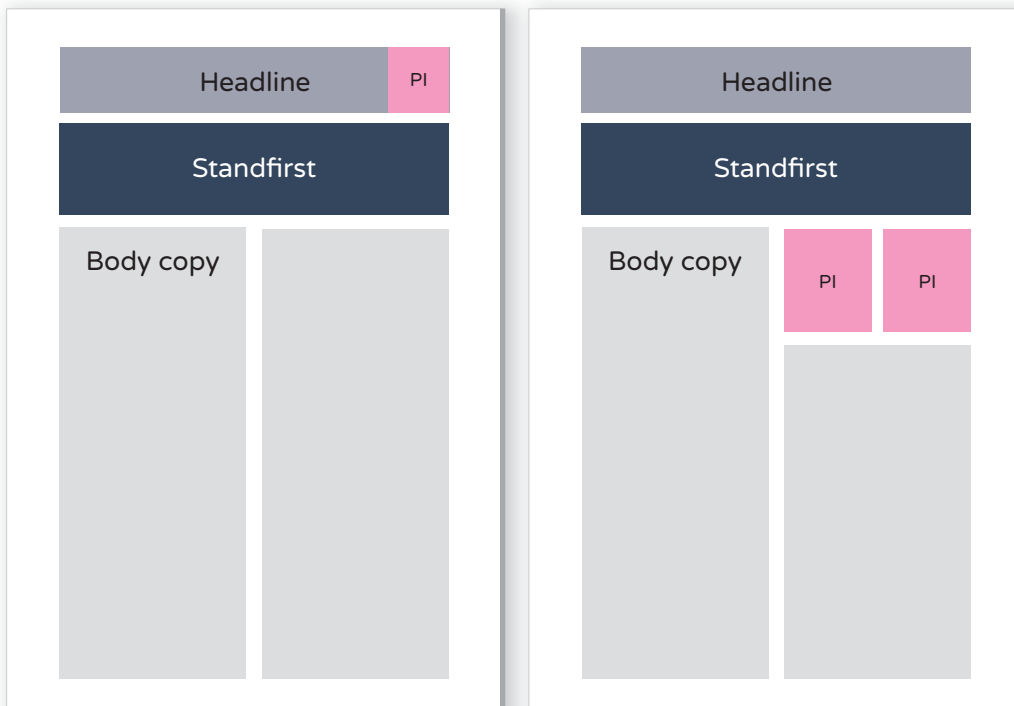 Headline
PI
Standfirst
Body copy
Headline
Standfirst
Body copy
PI
PI